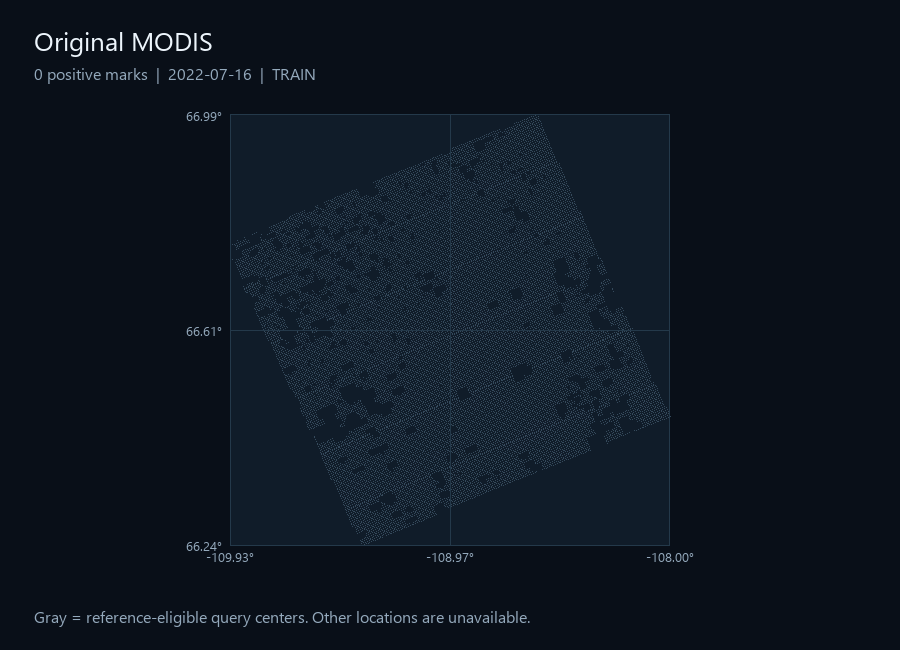 Original MODIS
0 positive marks | 2022-07-16 | TRAIN
66.99°
66.61°
66.24°
-109.93°
-108.97°
-108.00°
Gray = reference-eligible query centers. Other locations are unavailable.